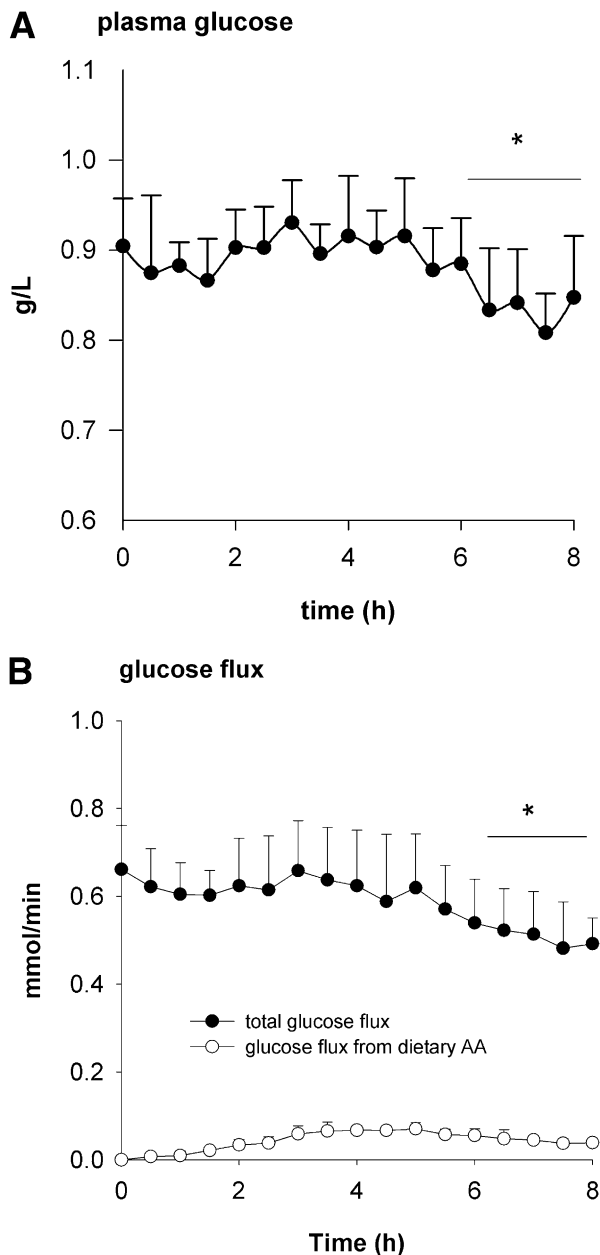 A plasma glucose
1.1
1.0
*
0.9
g/L
0.8
0.7
0.6
0 2 4 6 8
time (h)
B glucose flux
1.0
0.8
*
0.6
mmol/min
0.4
total glucose flux
glucose flux from dietary AA
0.2
0.0
0 2 4 6 8
Time (h)